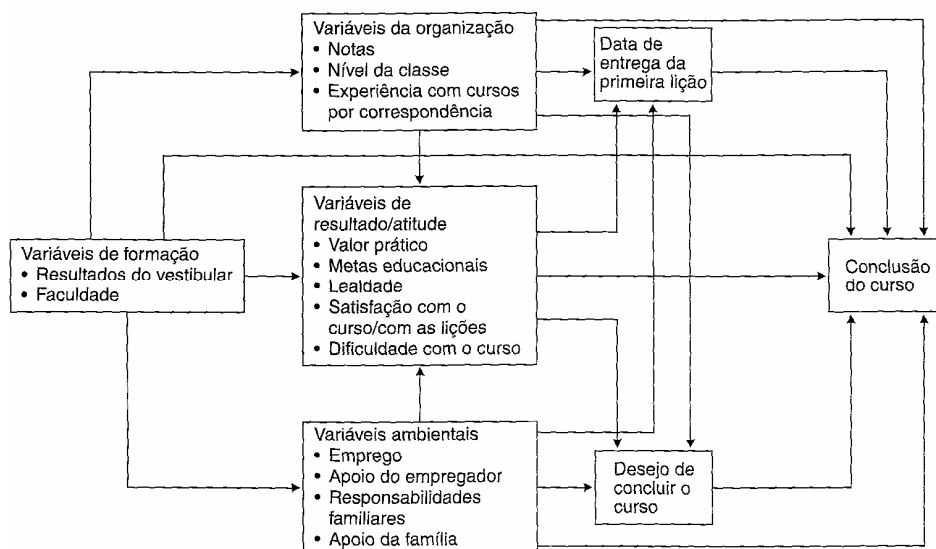 Variáveis da organização
• Notas
• Nível da classe
• Experiência com cursos
por correspondência
Data de
entrega da
primeira lição
Variáveis de formação
• Resultados do vestibular
• Faculdade
Variáveis de
resultado/atitude
• Valor prático
• Metas educacionais
• Lealdade
• Satisfação com o
curso/com as lições
• Dificuldade com o curso
Conclusão
do curso
Variáveis ambientais
• Emprego
• Apoio do empregador
• Responsabilidades
familiares
• Apoio da família
Desejo de
concluir o
curso